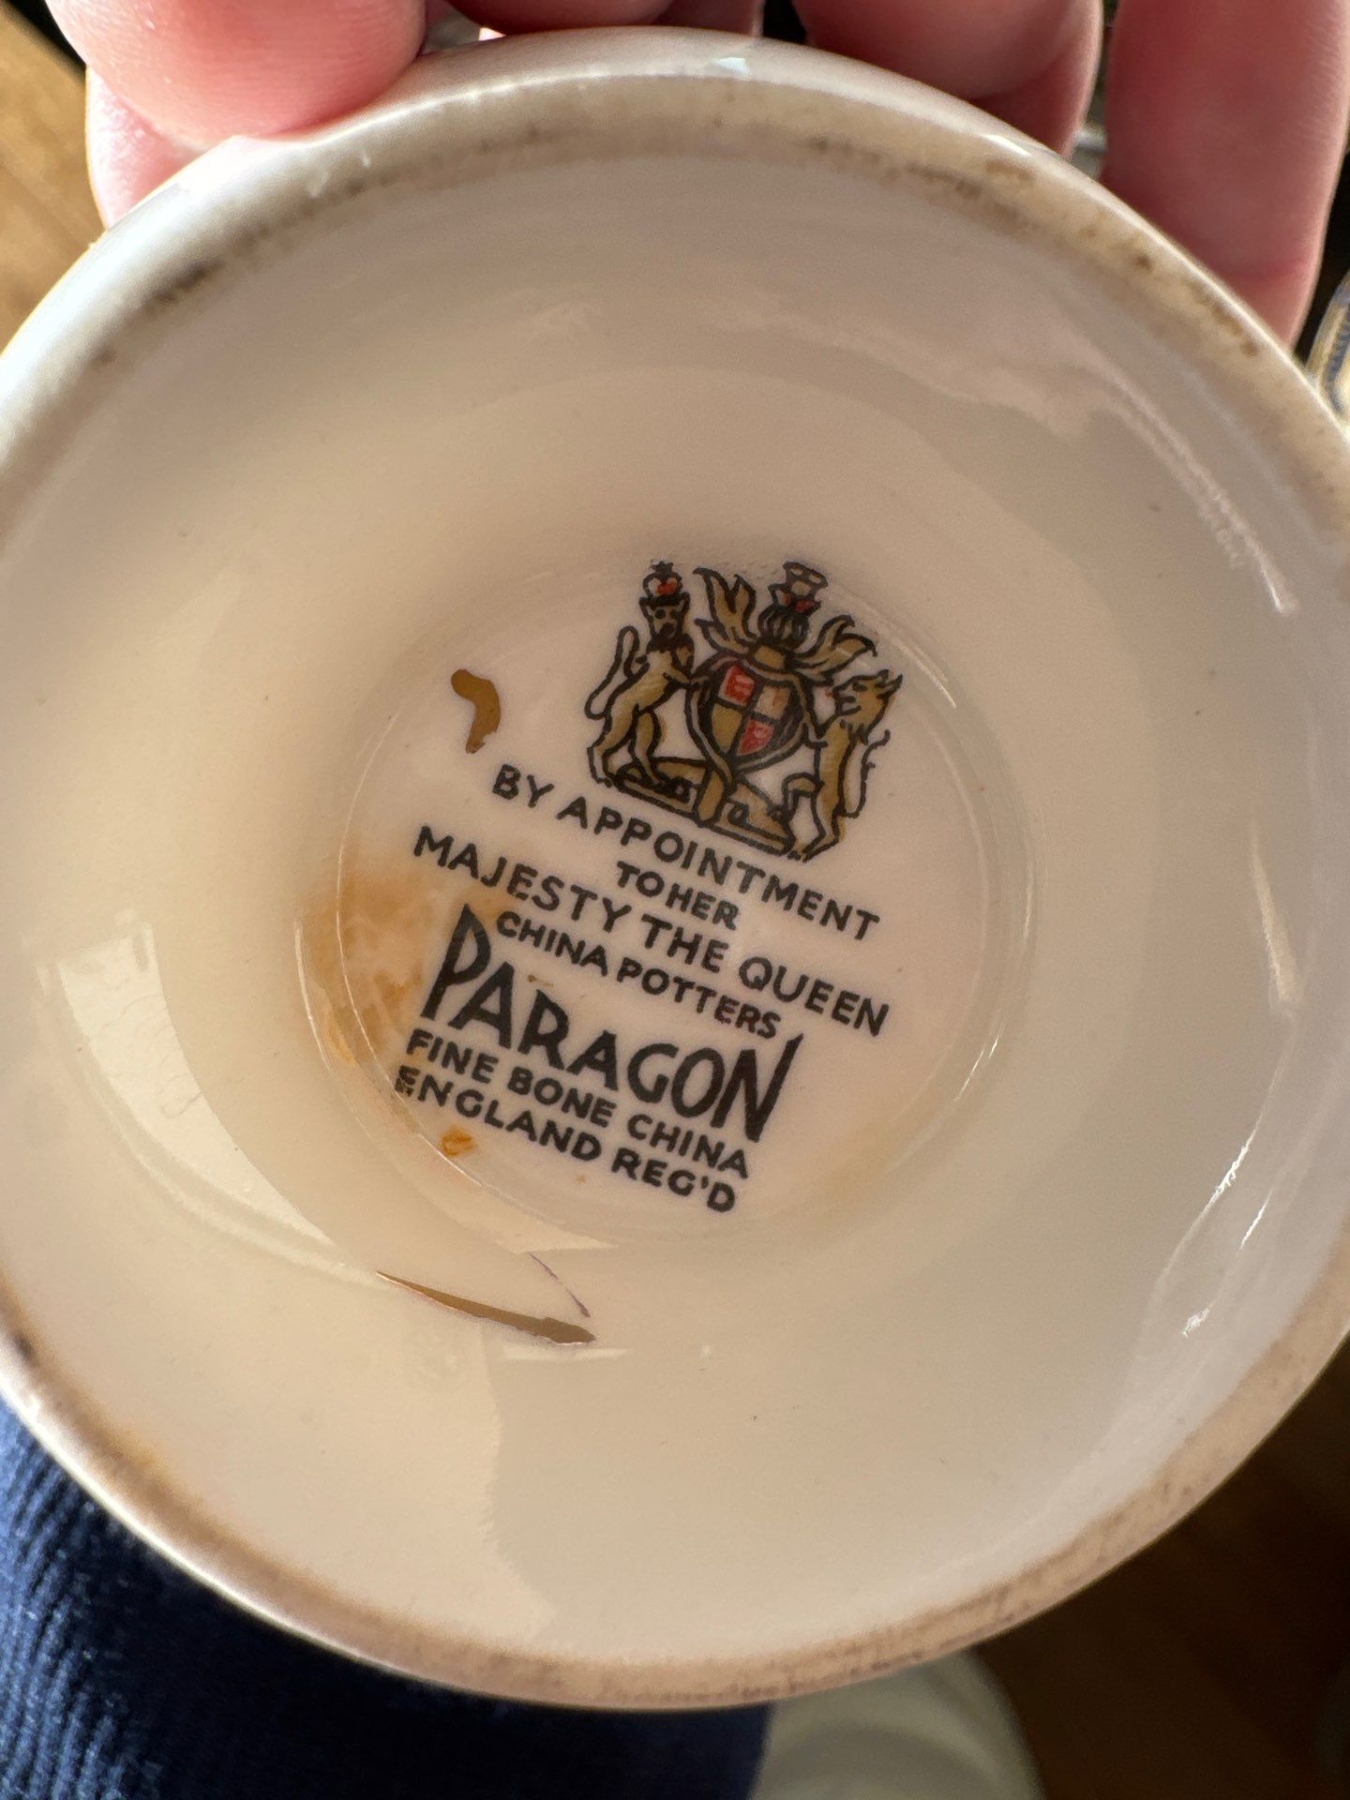 BY APPOINTMENT
TO HER
MAJESTY THE QUEEN
CHINA POTTERS
PARAGON
FINE BONE CHINA
ENGLAND REG'D